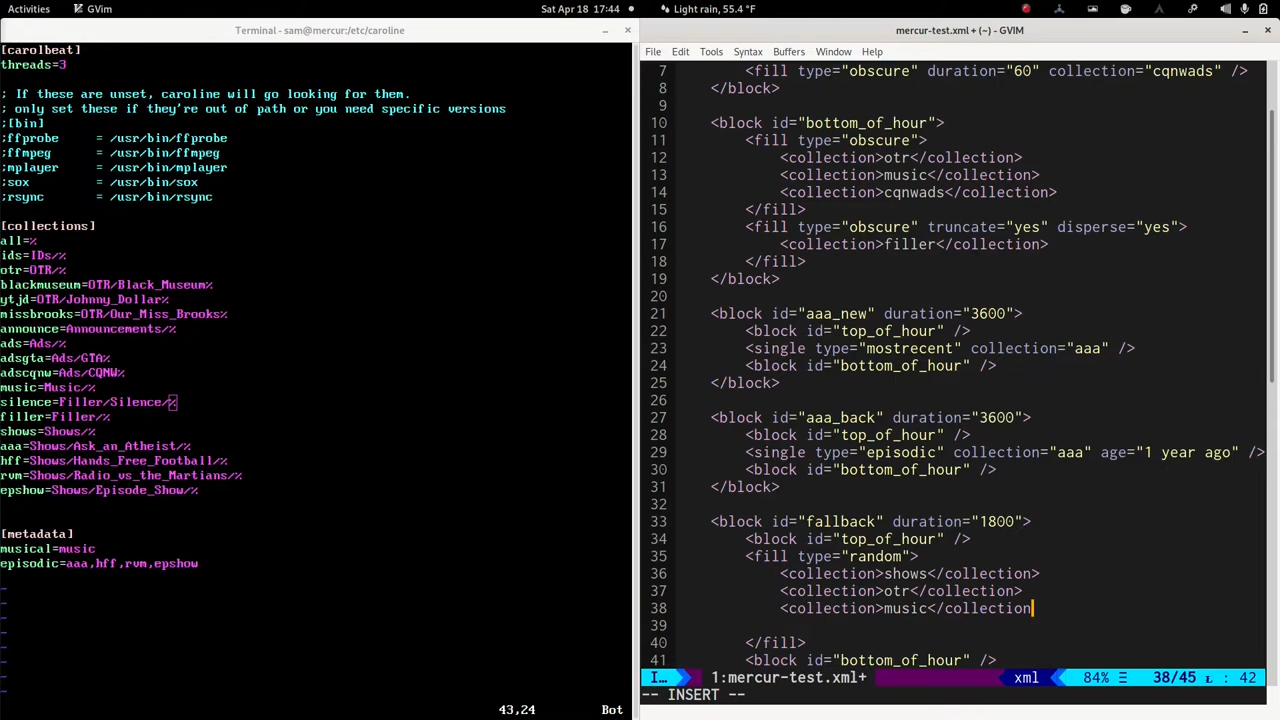 Activities GVim Sat Apr 18 17:44 Light rain, 55.4 °F
Terminal - sam@mercur:/etc/caroline
[carolbeat]
threads=3
; If these are unset, caroline will go looking for them.
; only set these if they're out of path or you need specific versions
;[bin]
;ffprobe = /usr/bin/ffprobe
;ffmpeg = /usr/bin/ffmpeg
;mplayer = /usr/bin/mplayer
;sox = /usr/bin/sox
;rsync = /usr/bin/rsync
[collections]
all=%
ids=IDs/%
otr=OTR/%
blackmuseum=OTR/Black_Museum%
ytjd=OTR/Johnny_Dollar%
missbrooks=OTR/Our_Miss_Brooks%
announce=Announcements/%
ads=Ads/%
adsgta=Ads/GTA%
adscqnw=Ads/CQNW%
music=Music/%
silence=Filler/Silence/%
filler=Filler/%
shows=Shows/%
aaa=Shows/Ask_an_Atheist/%
hff=Shows/Hands_Free_Football/%
rvm=Shows/Radio_vs_the_Martians/%
epshow=Shows/Episode_Show/%
[metadata]
musical=music
episodic=aaa,hff,rvm,epshow
~
~
~
~
~
~
~
~
43,24 Bot
mercur-test.xml + (~) - GVIM
File Edit Tools Syntax Buffers Window Help
7 <fill type="obscure" duration="60" collection="cqnwads" />
8 </block>
9
10 <block id="bottom_of_hour">
11 <fill type="obscure">
12 <collection>otr</collection>
13 <collection>music</collection>
14 <collection>cqnwads</collection>
15 </fill>
16 <fill type="obscure" truncate="yes" disperse="yes">
17 <collection>filler</collection>
18 </fill>
19 </block>
20
21 <block id="aaa_new" duration="3600">
22 <block id="top_of_hour" />
23 <single type="mostrecent" collection="aaa" />
24 <block id="bottom_of_hour" />
25 </block>
26
27 <block id="aaa_back" duration="3600">
28 <block id="top_of_hour" />
29 <single type="episodic" collection="aaa" age="1 year ago" />
30 <block id="bottom_of_hour" />
31 </block>
32
33 <block id="fallback" duration="1800">
34 <block id="top_of_hour" />
35 <fill type="random">
36 <collection>shows</collection>
37 <collection>otr</collection>
38 <collection>music</collection
39
40 </fill>
41 <block id="bottom_of_hour" />
I… 1:mercur-test.xml+ xml 84% ☰ 38/45 ʟ : 42
-- INSERT --